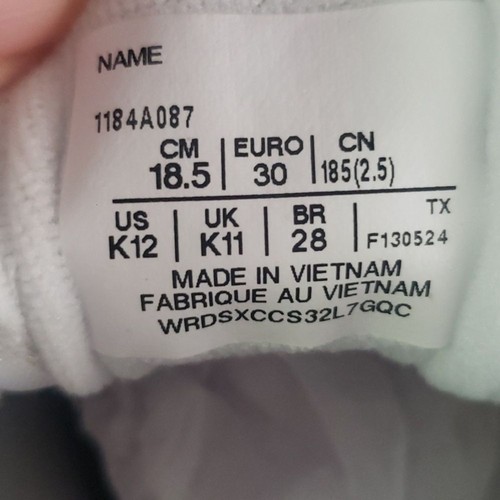 NAME
1184A087
CM | EURO | CN
18.5 | 30 | 185(2.5)
US | UK | BR | TX
K12 | K11 | 28 | F130524
MADE IN VIETNAM
FABRIQUE AU VIETNAM
WRDSXCCS32L7GQC